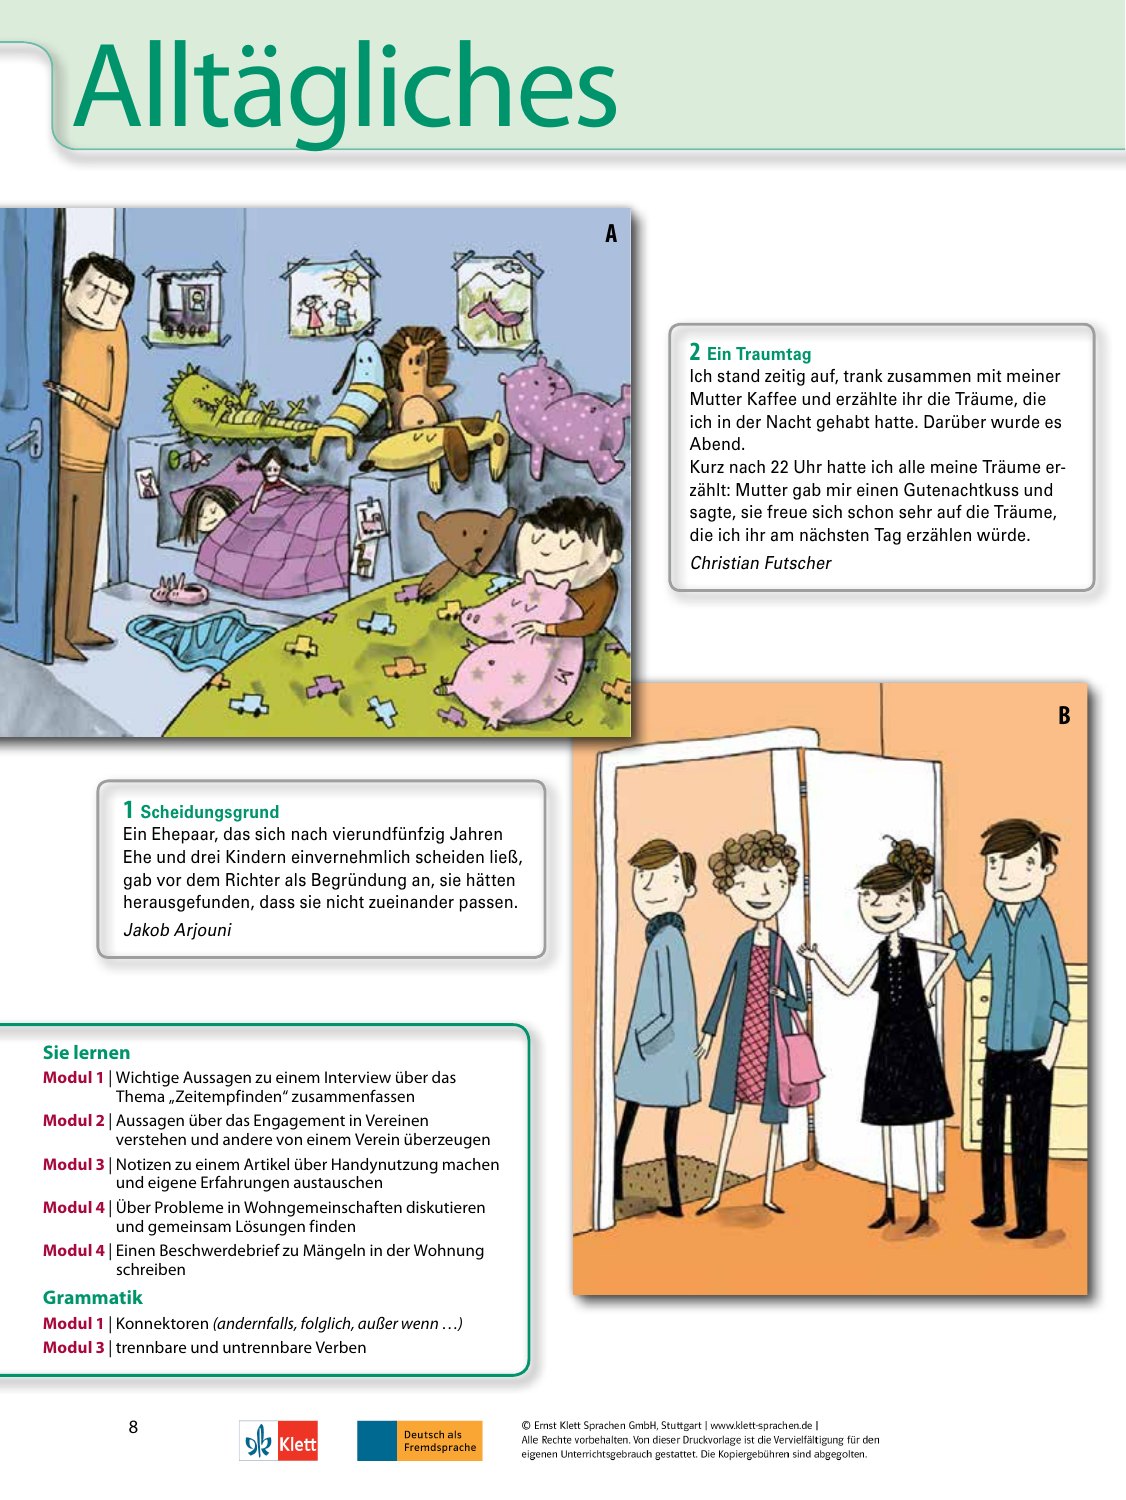 Alltägliches
A
2 Ein Traumtag
Ich stand zeitig auf, trank zusammen mit meiner
Mutter Kaffee und erzählte ihr die Träume, die
ich in der Nacht gehabt hatte. Darüber wurde es
Abend.
Kurz nach 22 Uhr hatte ich alle meine Träume er-
zählt: Mutter gab mir einen Gutenachtkuss und
sagte, sie freue sich schon sehr auf die Träume,
die ich ihr am nächsten Tag erzählen würde.
Christian Futscher
B
1 Scheidungsgrund
Ein Ehepaar, das sich nach vierundfünfzig Jahren
Ehe und drei Kindern einvernehmlich scheiden ließ,
gab vor dem Richter als Begründung an, sie hätten
herausgefunden, dass sie nicht zueinander passen.
Jakob Arjouni
Sie lernen
Modul 1 | Wichtige Aussagen zu einem Interview über das
Thema „Zeitempfinden“ zusammenfassen
Modul 2 | Aussagen über das Engagement in Vereinen
verstehen und andere von einem Verein überzeugen
Modul 3 | Notizen zu einem Artikel über Handynutzung machen
und eigene Erfahrungen austauschen
Modul 4 | Über Probleme in Wohngemeinschaften diskutieren
und gemeinsam Lösungen finden
Modul 4 | Einen Beschwerdebrief zu Mängeln in der Wohnung
schreiben
Grammatik
Modul 1 | Konnektoren (andernfalls, folglich, außer wenn …)
Modul 3 | trennbare und untrennbare Verben
8
Klett
Deutsch als
Fremdsprache
© Ernst Klett Sprachen GmbH, Stuttgart | www.klett-sprachen.de |
Alle Rechte vorbehalten. Von dieser Druckvorlage ist die Vervielfältigung für den
eigenen Unterrichtsgebrauch gestattet. Die Kopiergebühren sind abgegolten.